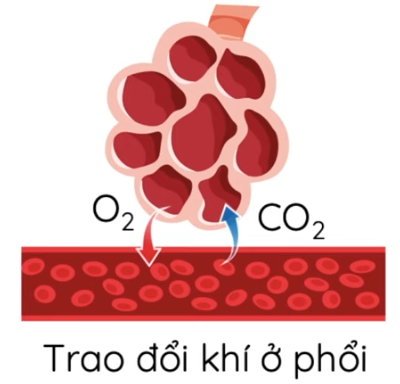 O₂
CO₂
Trao đổi khí ở phổi